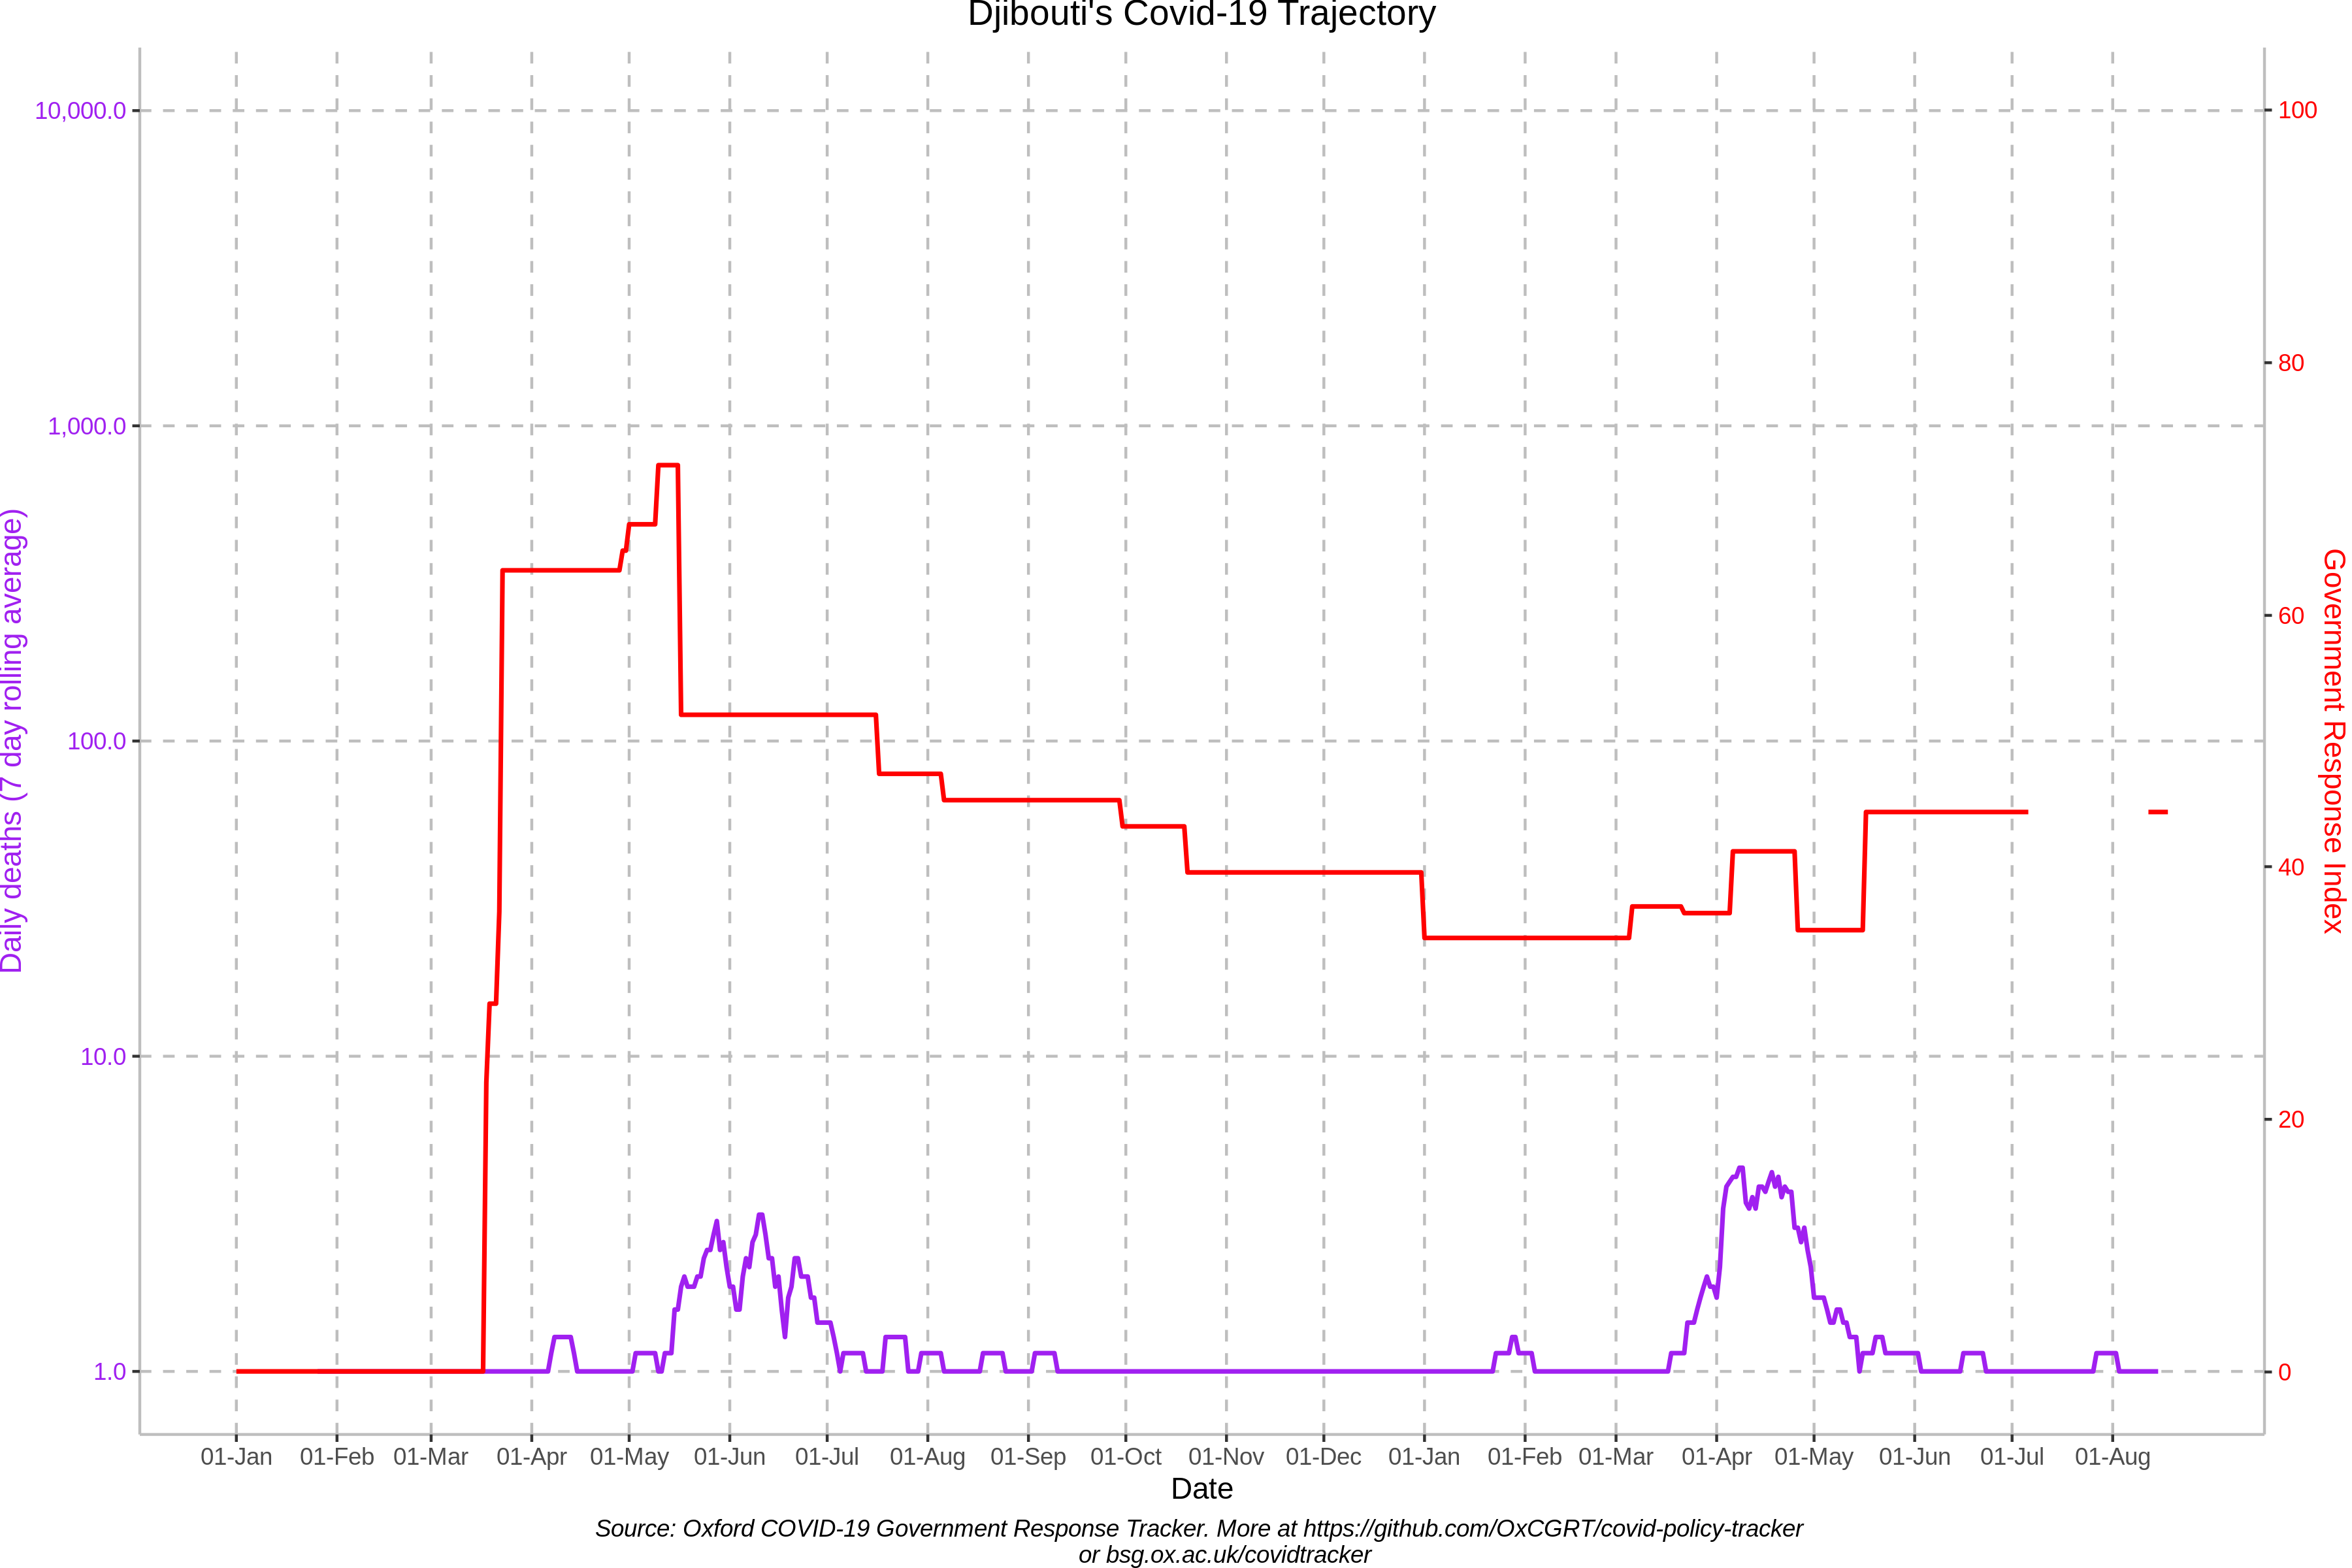 Djibouti's Covid-19 Trajectory
10,000.0
1,000.0
100.0
10.0
1.0
Daily deaths (7 day rolling average)
100
80
60
40
20
0
Government Response Index
01-Jan 01-Feb 01-Mar 01-Apr 01-May 01-Jun 01-Jul 01-Aug 01-Sep 01-Oct 01-Nov 01-Dec 01-Jan 01-Feb 01-Mar 01-Apr 01-May 01-Jun 01-Jul 01-Aug
Date
Source: Oxford COVID-19 Government Response Tracker. More at https://github.com/OxCGRT/covid-policy-tracker
or bsg.ox.ac.uk/covidtracker